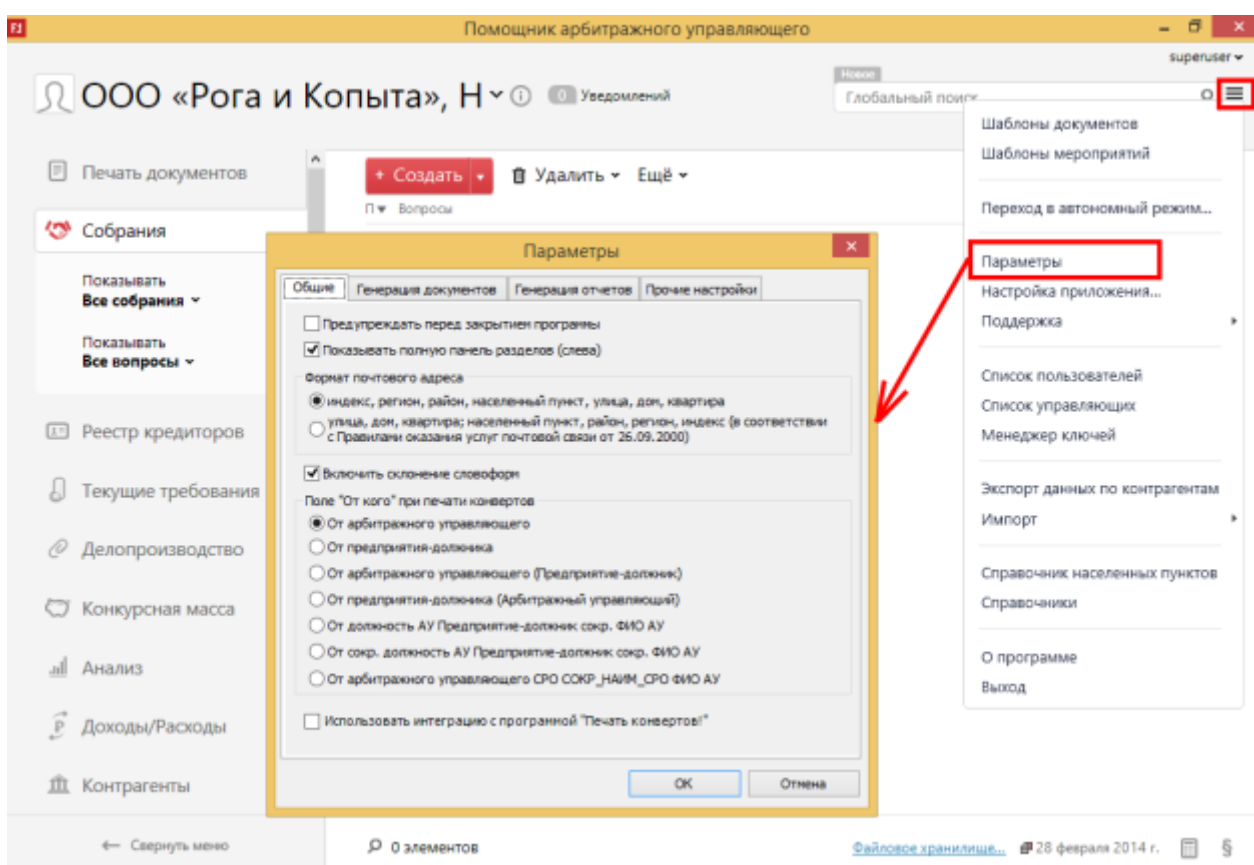 Помощник арбитражного управляющего
superuser
ООО «Рога и Копыта», Н
0 Уведомлений
Новое
Глобальный поиск
Печать документов
Собрания
Показывать
Все собрания
Показывать
Все вопросы
Реестр кредиторов
Текущие требования
Делопроизводство
Конкурсная масса
Анализ
Доходы/Расходы
Контрагенты
Свернуть меню
+ Создать
Удалить
Ещё
П
Вопросы
Параметры
Общие
Генерация документов
Генерация отчетов
Прочие настройки
Предупреждать перед закрытием программы
Показывать полную панель разделов (слева)
Формат почтового адреса
индекс, регион, район, населенный пункт, улица, дом, квартира
улица, дом, квартира; населенный пункт, район, регион, индекс (в соответствии
с Правилами оказания услуг почтовой связи от 26.09.2000)
Включить склонение словоформ
Поле "От кого" при печати конвертов
От арбитражного управляющего
От предприятия-должника
От арбитражного управляющего (Предприятие-должник)
От предприятия-должника (Арбитражный управляющий)
От должность АУ Предприятие-должник сокр. ФИО АУ
От сокр. должность АУ Предприятие-должник сокр. ФИО АУ
От арбитражного управляющего СРО СОКР_НАИМ_СРО ФИО АУ
Использовать интеграцию с программой "Печать конвертов!"
ОК
Отмена
Шаблоны документов
Шаблоны мероприятий
Переход в автономный режим...
Параметры
Настройка приложения...
Поддержка
Список пользователей
Список управляющих
Менеджер ключей
Экспорт данных по контрагентам
Импорт
Справочник населенных пунктов
Справочники
О программе
Выход
0 элементов
Файловое хранилище...
28 февраля 2014 г.
§